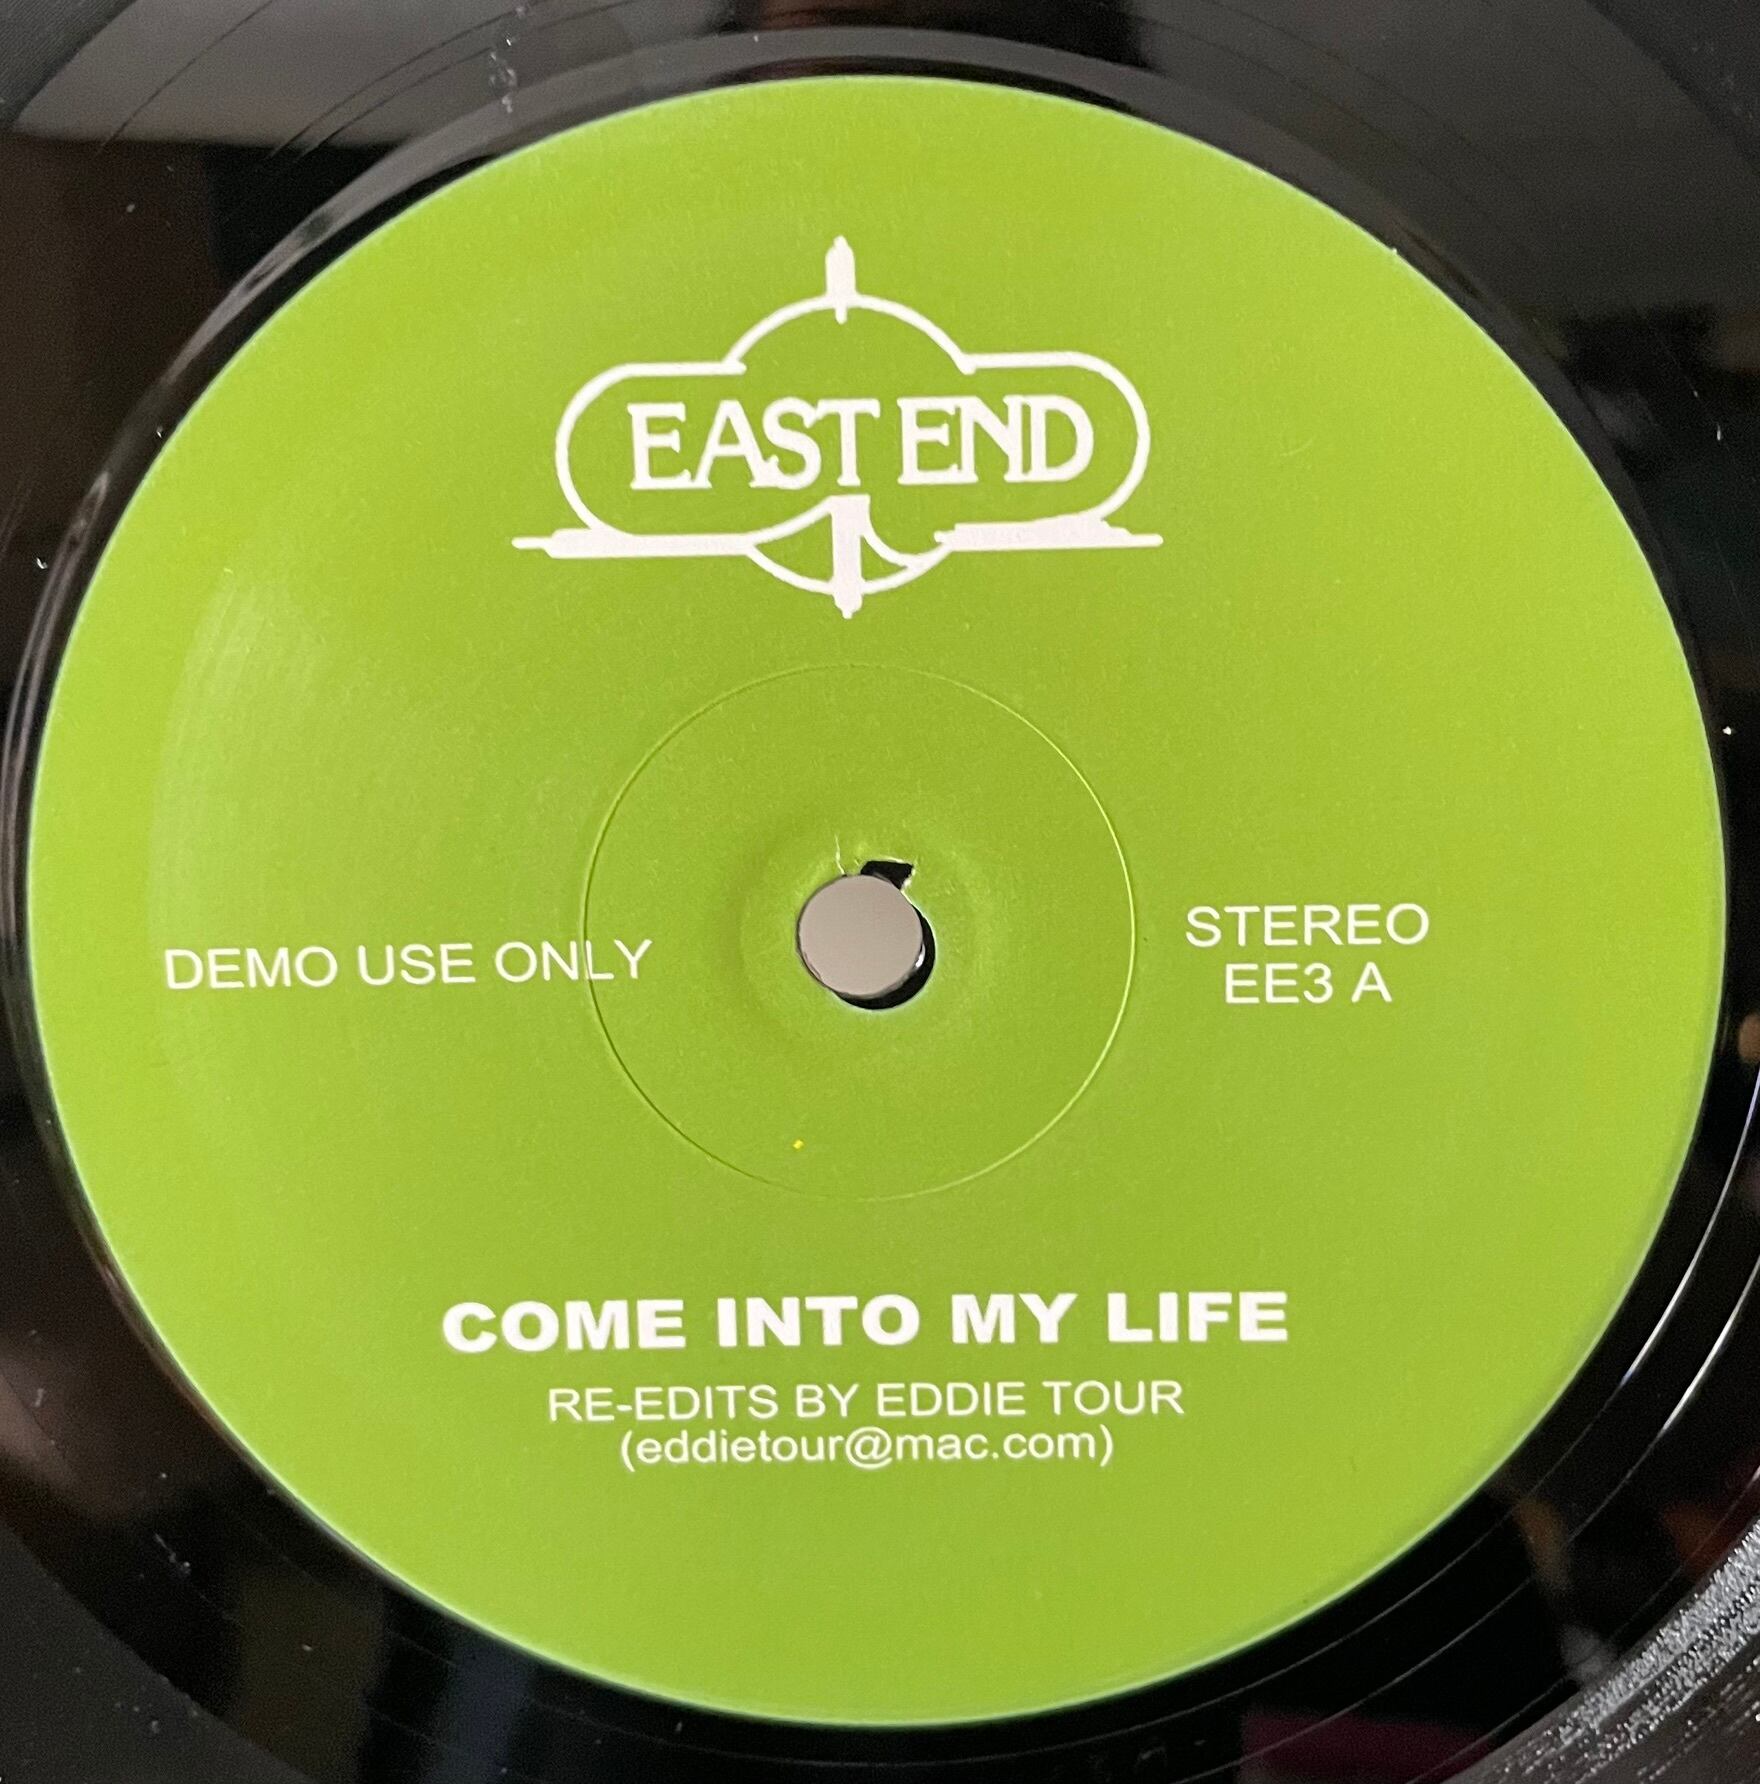 EAST END
DEMO USE ONLY
STEREO
EE3 A
COME INTO MY LIFE
RE-EDITS BY EDDIE TOUR
(eddietour@mac.com)